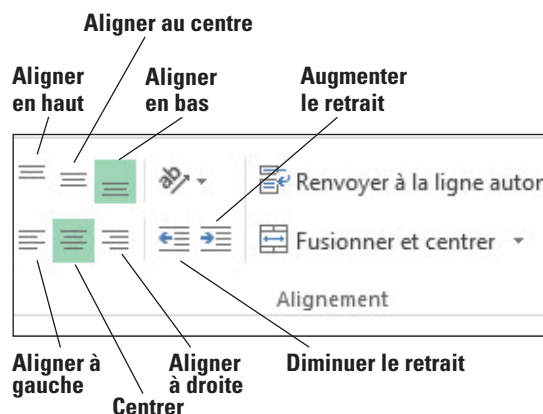 Aligner au centre
Aligner
en haut
Aligner
en bas
Augmenter
le retrait
ab
Renvoyer à la ligne autor
Fusionner et centrer
Alignement
Aligner à
gauche
Centrer
Aligner
à droite
Diminuer le retrait